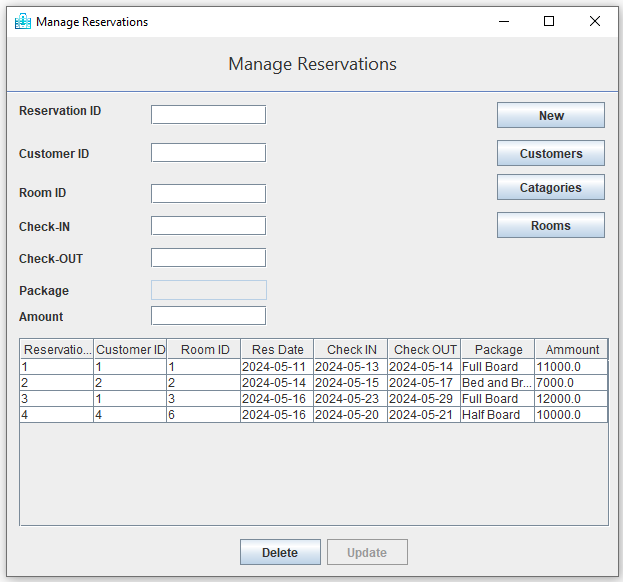 Manage Reservations
Manage Reservations
Reservation ID
New
Customer ID
Customers
Room ID
Catagories
Check-IN
Rooms
Check-OUT
Package
Amount
Reservatio... Customer ID Room ID Res Date Check IN Check OUT Package Ammount
1 1 1 2024-05-11 2024-05-13 2024-05-14 Full Board 11000.0
2 2 2 2024-05-14 2024-05-15 2024-05-17 Bed and Br... 7000.0
3 1 3 2024-05-16 2024-05-23 2024-05-29 Full Board 12000.0
4 4 6 2024-05-16 2024-05-20 2024-05-21 Half Board 10000.0
Delete Update